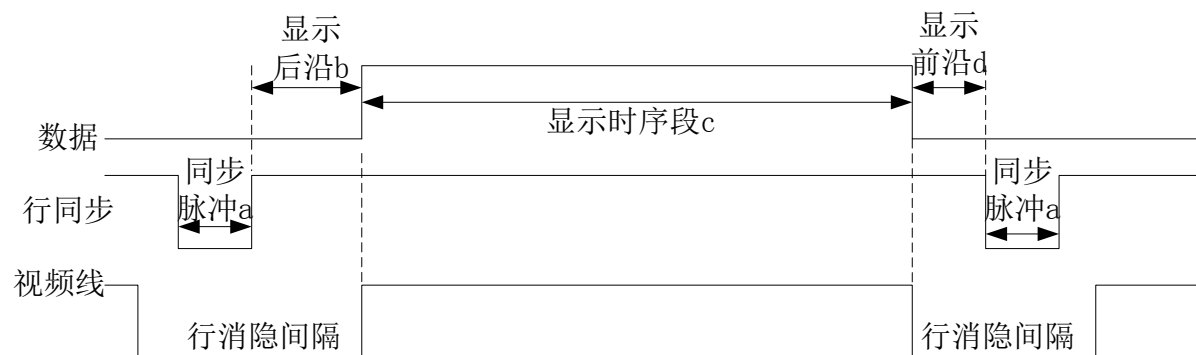 显示
后沿b
显示
前沿d
显示时序段c
数据
同步
脉冲a
同步
脉冲a
行同步
视频线
行消隐间隔
行消隐间隔